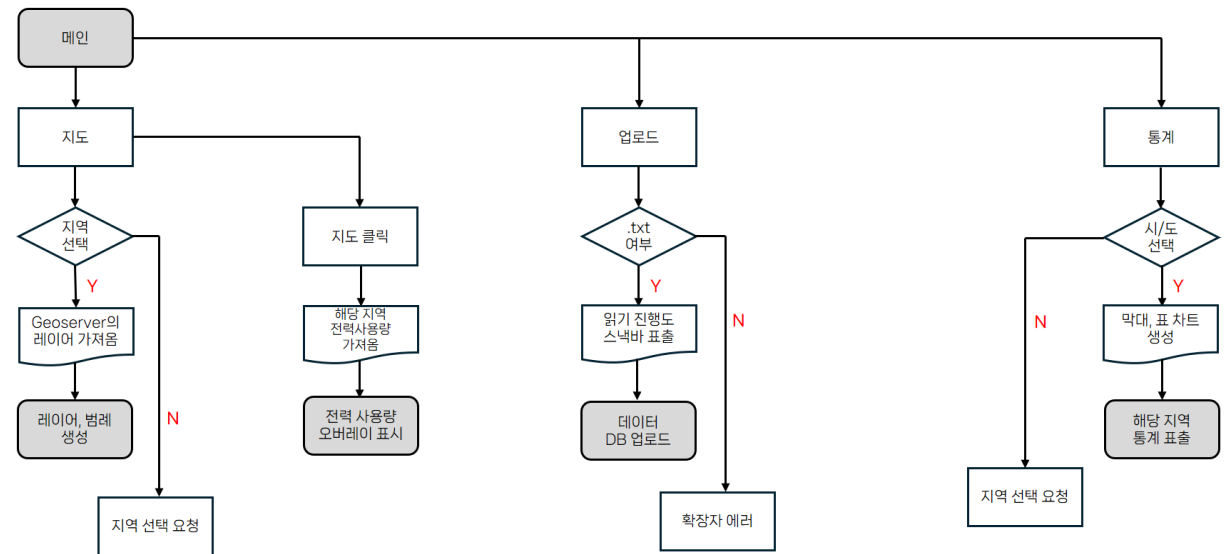 메인
지도
업로드
통계
지역
선택
지도 클릭
.txt
여부
시/도
선택
Y
Y
Y
Geoserver의
레이어 가져옴
해당 지역
전력사용량
가져옴
읽기 진행도
스낵바 표출
N
N
막대, 표 차트
생성
레이어, 범례
생성
N
전력 사용량
오버레이 표시
데이터
DB 업로드
해당 지역
통계 표출
지역 선택 요청
확장자 에러
지역 선택 요청